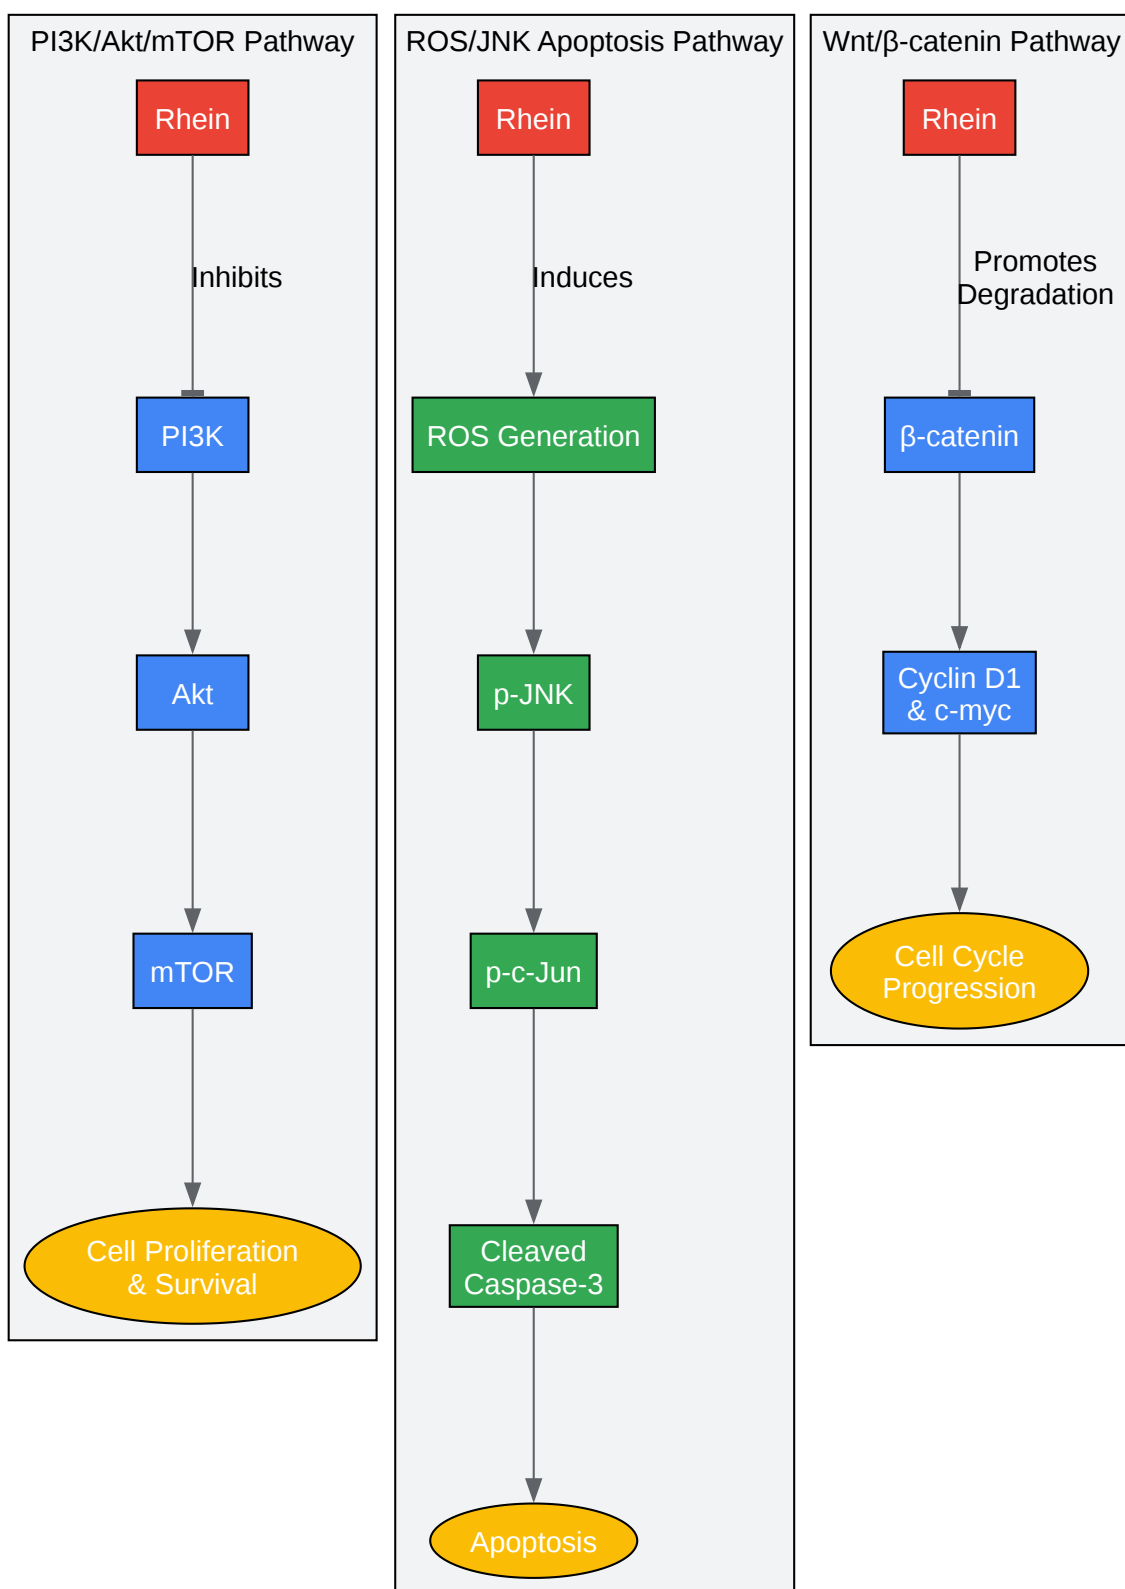 PI3K/Akt/mTOR Pathway
Rhein
Inhibits
PI3K
Akt
mTOR
Cell Proliferation
& Survival
ROS/JNK Apoptosis Pathway
Rhein
Induces
ROS Generation
p-JNK
p-c-Jun
Cleaved
Caspase-3
Apoptosis
Wnt/β-catenin Pathway
Rhein
Promotes
Degradation
β-catenin
Cyclin D1
& c-myc
Cell Cycle
Progression